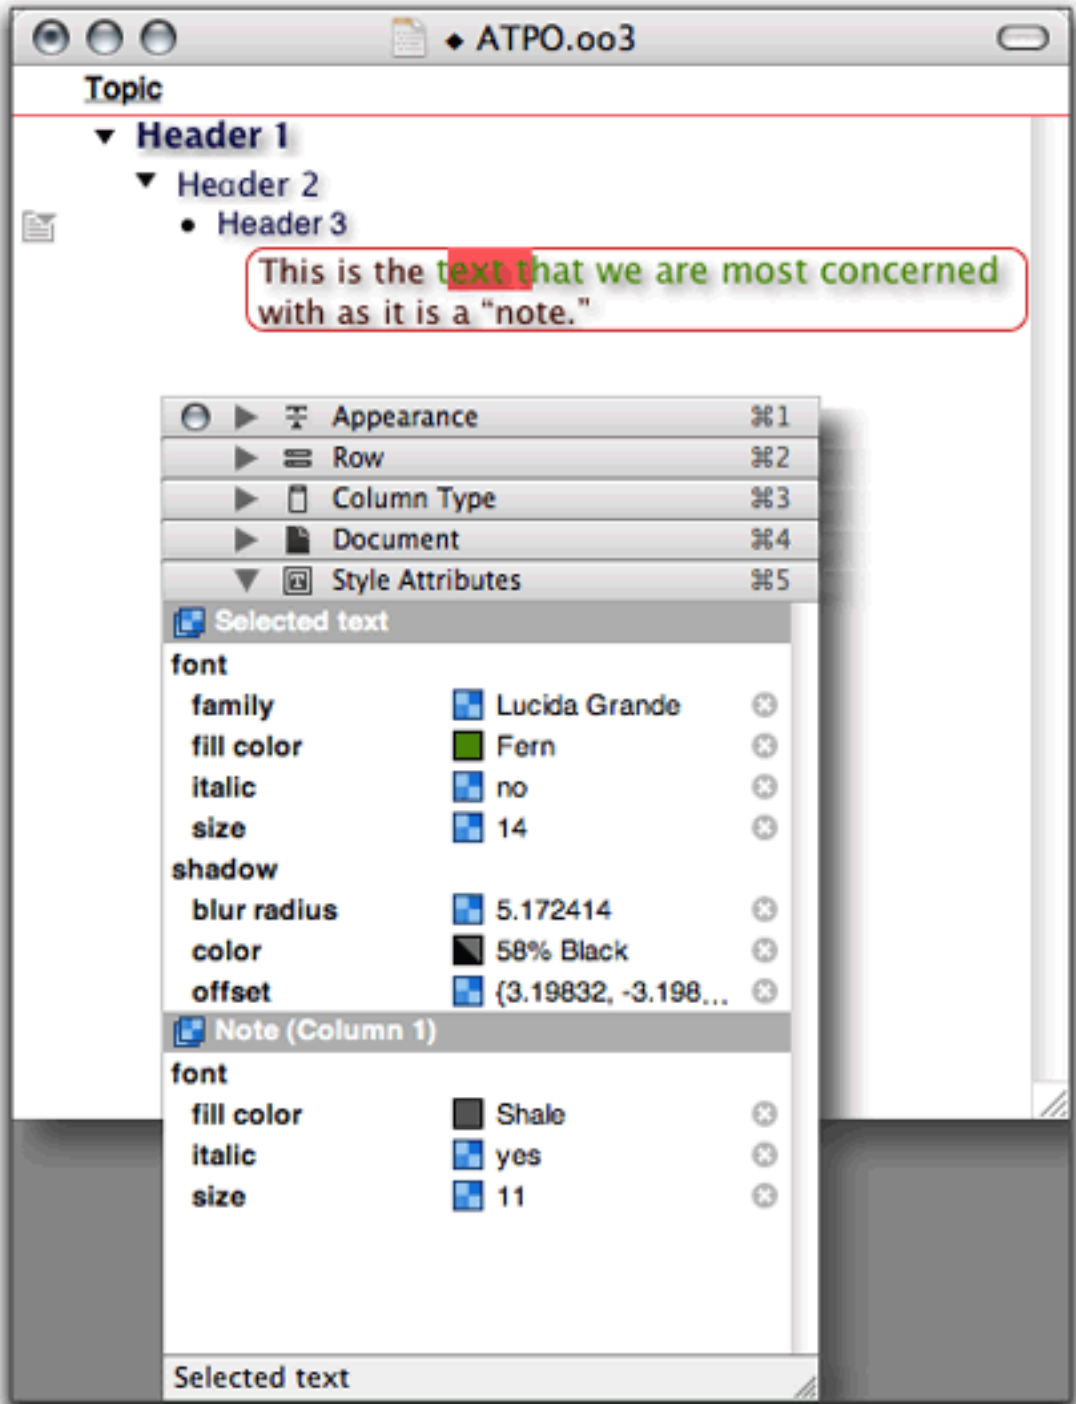 ◆ ATPO.oo3
Topic
Header 1
Header 2
Header 3
This is the text that we are most concerned
with as it is a “note.”
Appearance ⌘1
Row ⌘2
Column Type ⌘3
Document ⌘4
Style Attributes ⌘5
Selected text
font
family Lucida Grande
fill color Fern
italic no
size 14
shadow
blur radius 5.172414
color 58% Black
offset {3.19832, -3.198...
Note (Column 1)
font
fill color Shale
italic yes
size 11
Selected text